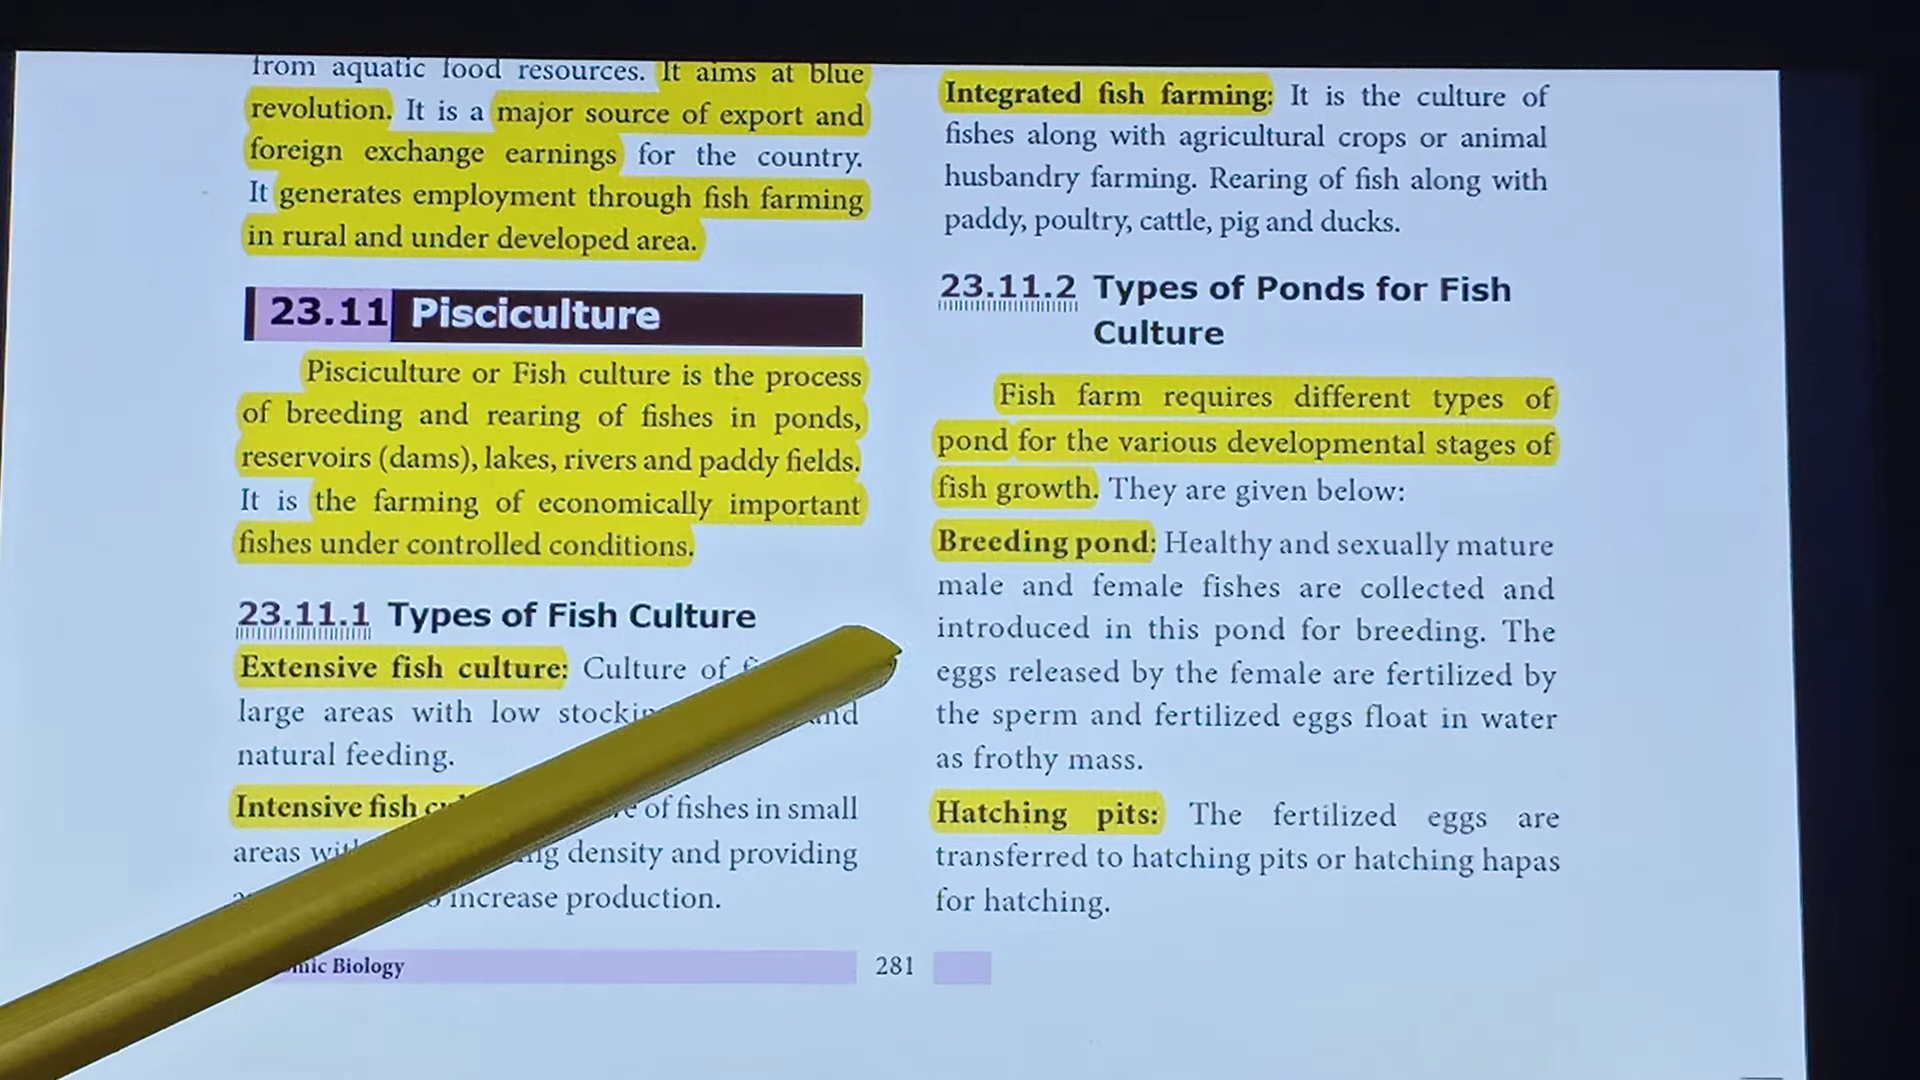 from aquatic food resources. It aims at blue
revolution. It is a major source of export and
foreign exchange earnings for the country.
It generates employment through fish farming
in rural and under developed area.
23.11 Pisciculture
Pisciculture or Fish culture is the process
of breeding and rearing of fishes in ponds,
reservoirs (dams), lakes, rivers and paddy fields.
It is the farming of economically important
fishes under controlled conditions.
23.11.1 Types of Fish Culture
Extensive fish culture: Culture of
large areas with low
natural feeding.
Intensive fish of fishes in small
areas density and providing
increase production.
Biology
281
Integrated fish farming: It is the culture of
fishes along with agricultural crops or animal
husbandry farming. Rearing of fish along with
paddy, poultry, cattle, pig and ducks.
23.11.2 Types of Ponds for Fish
Culture
Fish farm requires different types of
pond for the various developmental stages of
fish growth. They are given below:
Breeding pond: Healthy and sexually mature
male and female fishes are collected and
introduced in this pond for breeding. The
eggs released by the female are fertilized by
the sperm and fertilized eggs float in water
as frothy mass.
Hatching pits: The fertilized eggs are
transferred to hatching pits or hatching hapas
for hatching.